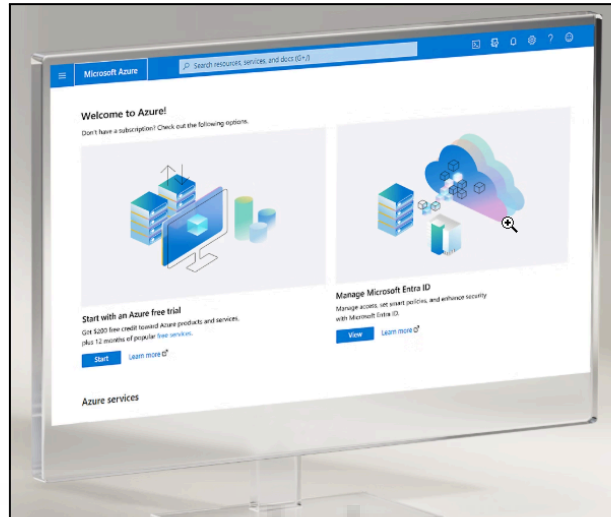 Microsoft Azure
Search resources, services, and docs (G+/)
Welcome to Azure!
Don't have a subscription? Check out the following options.
Start with an Azure free trial
Get $200 free credit toward Azure products and services,
plus 12 months of popular free services.
Start
Learn more
Manage Microsoft Entra ID
Manage access, set smart policies, and enhance security
with Microsoft Entra ID.
View
Learn more
Azure services